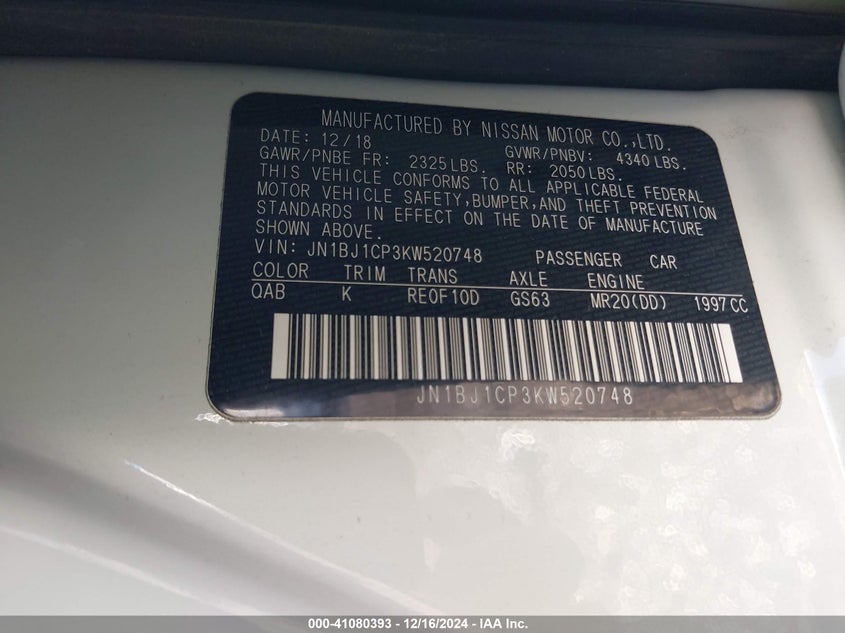 MANUFACTURED BY NISSAN MOTOR CO.,LTD.
DATE: 12/18 GVWR/PNBV: 4340 LBS.
GAWR/PNBE FR: 2325 LBS. RR: 2050 LBS.
THIS VEHICLE CONFORMS TO ALL APPLICABLE FEDERAL
MOTOR VEHICLE SAFETY,BUMPER,AND THEFT PREVENTION
STANDARDS IN EFFECT ON THE DATE OF MANUFACTURE
SHOWN ABOVE.
VIN: JN1BJ1CP3KW520748 PASSENGER CAR
COLOR TRIM TRANS AXLE ENGINE
QAB K RE0F10D GS63 MR20(DD) 1997CC
JN1BJ1CP3KW520748
000-41080393 - 12/16/2024 - IAA Inc.